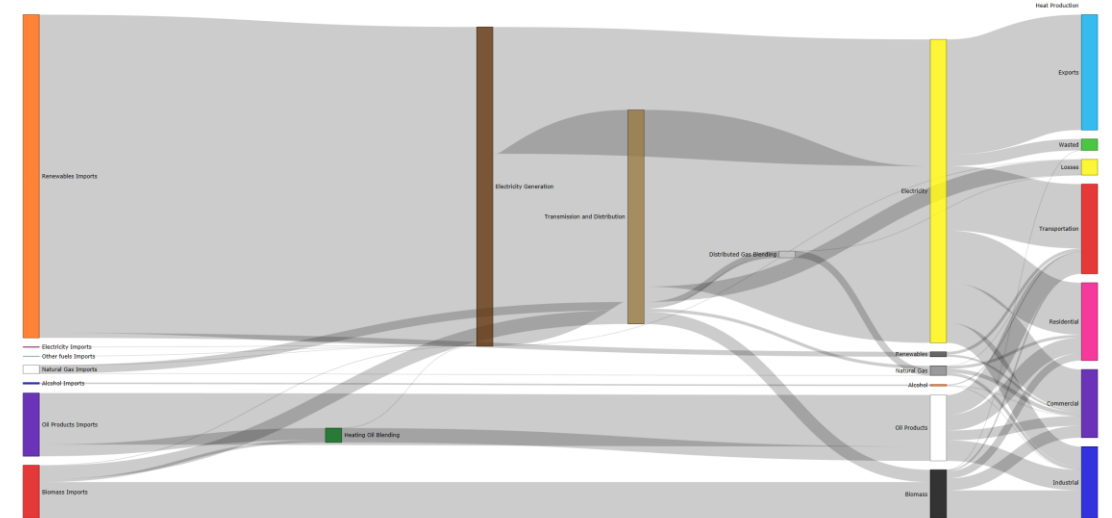 Heat Production
Exports
Wasted
Losses
Renewables Imports
Electricity Generation
Electricity
Transmission and Distribution
Transportation
Distributed Gas Blending
Residential
Electricity Imports
Other fuels Imports
Renewables
Natural Gas Imports
Natural Gas
Alcohol Imports
Alcohol
Commercial
Oil Products Imports
Oil Products
Heating Oil Blending
Industrial
Biomass Imports
Biomass